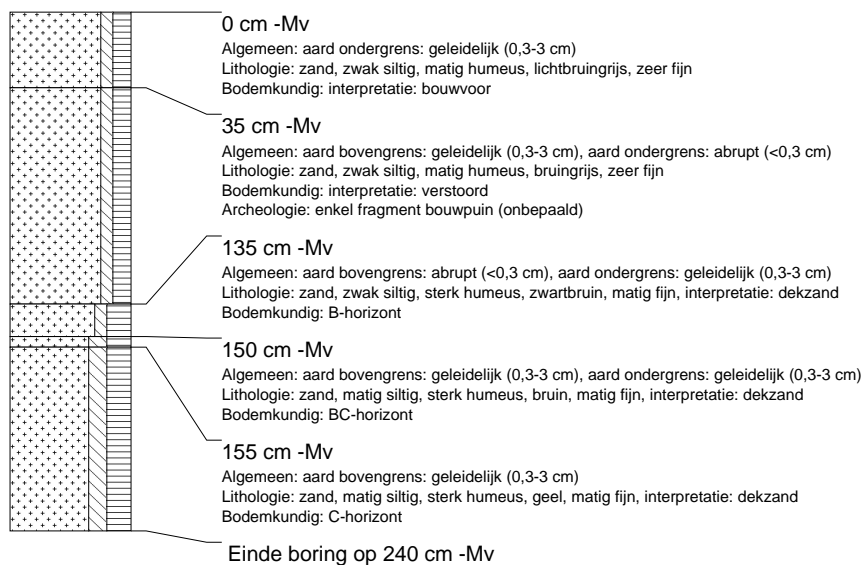 0 cm -Mv
Algemeen: aard ondergrens: geleidelijk (0,3-3 cm)
Lithologie: zand, zwak siltig, matig humeus, lichtbruingrijs, zeer fijn
Bodemkundig: interpretatie: bouwvoor
35 cm -Mv
Algemeen: aard bovengrens: geleidelijk (0,3-3 cm), aard ondergrens: abrupt (<0,3 cm)
Lithologie: zand, zwak siltig, matig humeus, bruingrijs, zeer fijn
Bodemkundig: interpretatie: verstoord
Archeologie: enkel fragment bouwpuin (onbepaald)
135 cm -Mv
Algemeen: aard bovengrens: abrupt (<0,3 cm), aard ondergrens: geleidelijk (0,3-3 cm)
Lithologie: zand, zwak siltig, sterk humeus, zwartbruin, matig fijn, interpretatie: dekzand
Bodemkundig: B-horizont
150 cm -Mv
Algemeen: aard bovengrens: geleidelijk (0,3-3 cm), aard ondergrens: geleidelijk (0,3-3 cm)
Lithologie: zand, matig siltig, sterk humeus, bruin, matig fijn, interpretatie: dekzand
Bodemkundig: BC-horizont
155 cm -Mv
Algemeen: aard bovengrens: geleidelijk (0,3-3 cm)
Lithologie: zand, matig siltig, sterk humeus, geel, matig fijn, interpretatie: dekzand
Bodemkundig: C-horizont
Einde boring op 240 cm -Mv